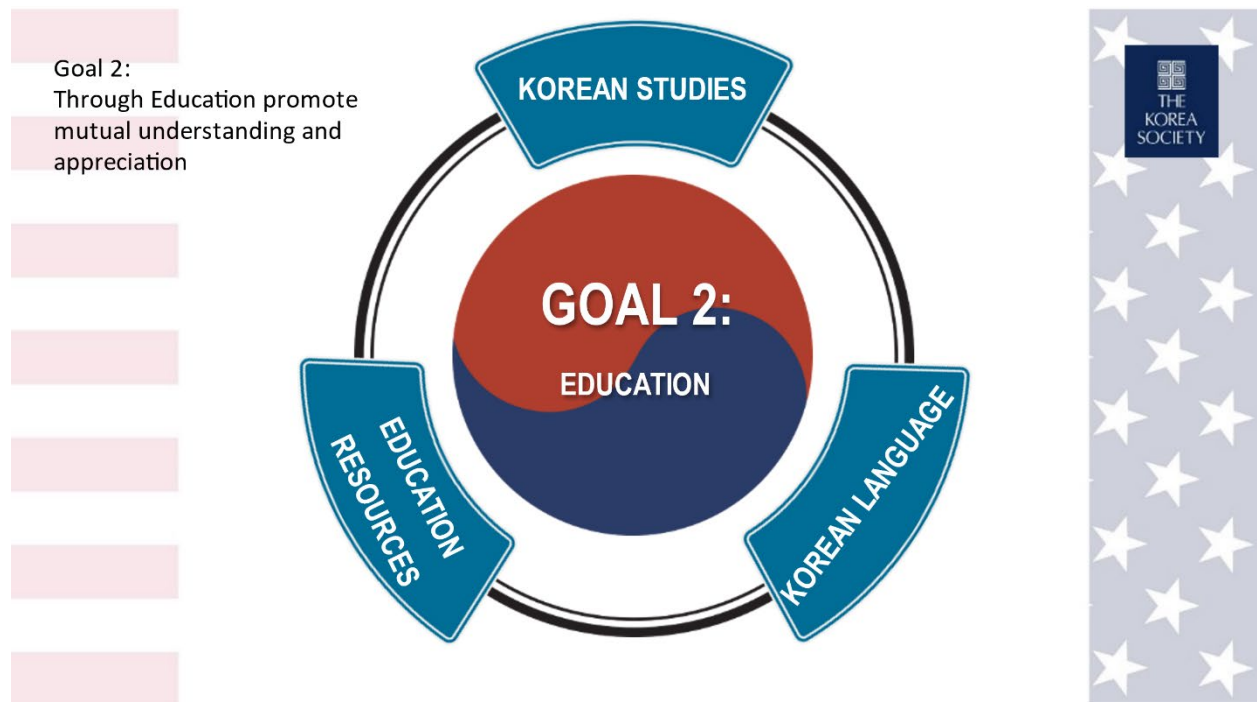 Goal 2:
Through Education promote
mutual understanding and
appreciation
KOREAN STUDIES
THE
KOREA
SOCIETY
GOAL 2:
EDUCATION
EDUCATION
RESOURCES
KOREAN LANGUAGE